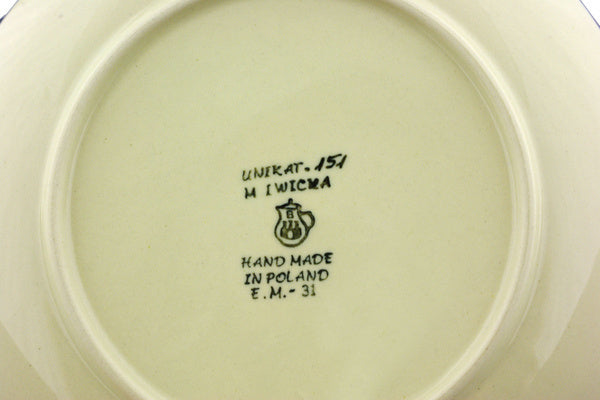 UNIKAT. 151
M IWICKA
B
HAND MADE
IN POLAND
E.M.- 31